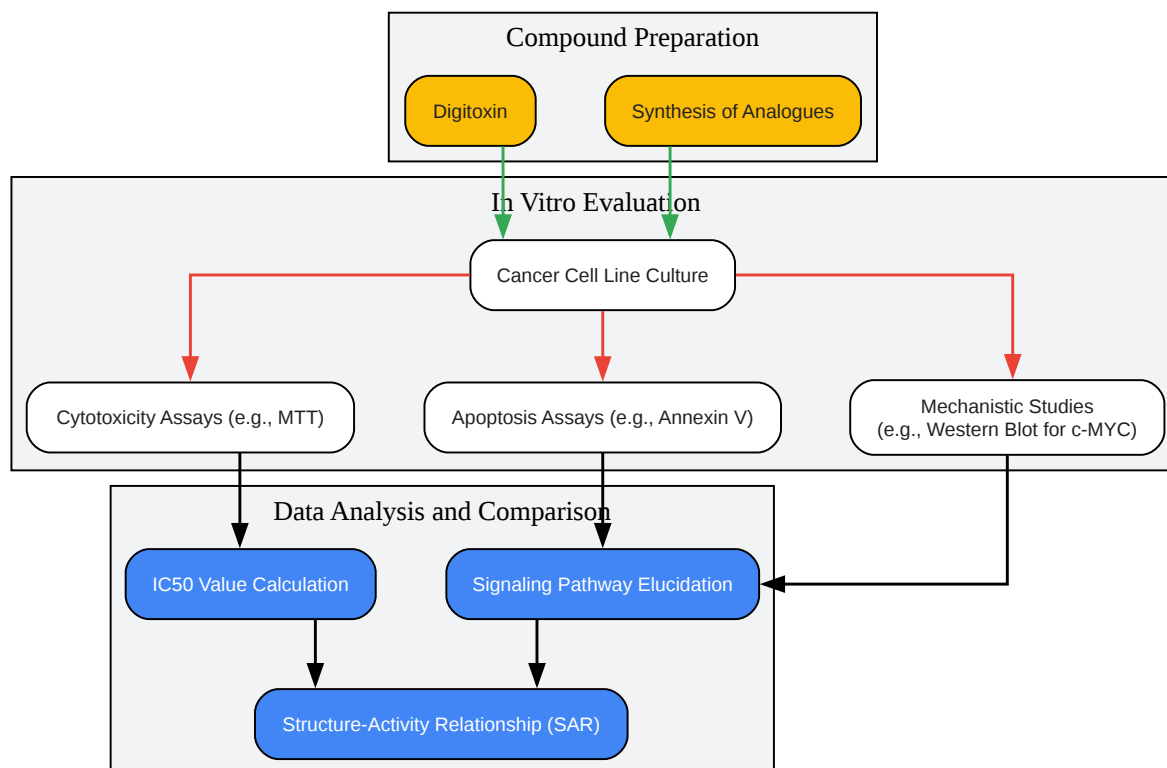 Compound Preparation
Digitoxin
Synthesis of Analogues
In Vitro Evaluation
Cancer Cell Line Culture
Cytotoxicity Assays (e.g., MTT)
Apoptosis Assays (e.g., Annexin V)
Mechanistic Studies
(e.g., Western Blot for c-MYC)
Data Analysis and Comparison
IC50 Value Calculation
Signaling Pathway Elucidation
Structure-Activity Relationship (SAR)